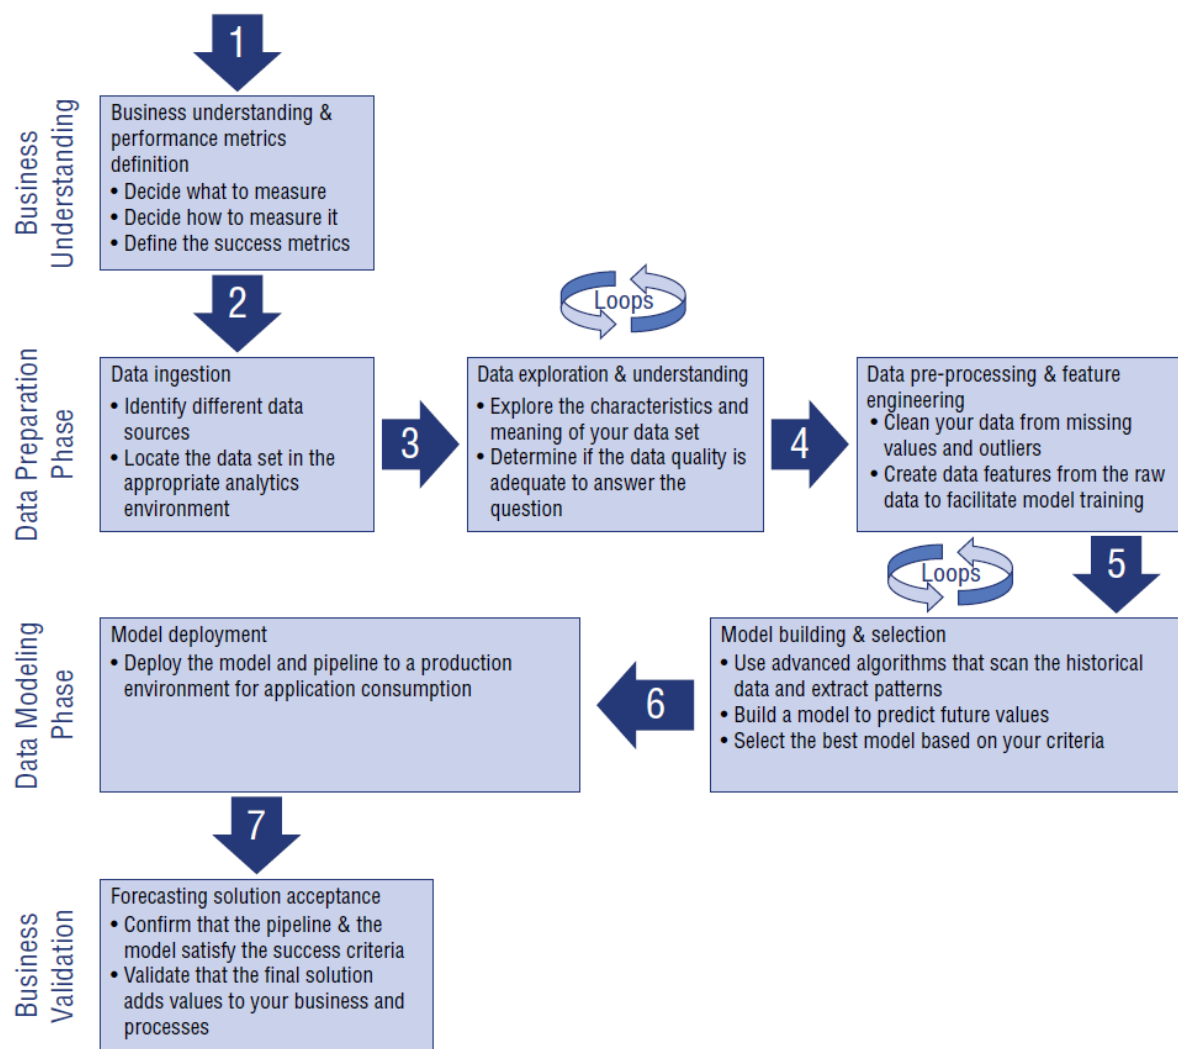 1
Business
Understanding
Business understanding &
performance metrics
definition
• Decide what to measure
• Decide how to measure it
• Define the success metrics
2
Loops
Data Preparation
Phase
Data ingestion
• Identify different data
sources
• Locate the data set in the
appropriate analytics
environment
3
Data exploration & understanding
• Explore the characteristics and
meaning of your data set
• Determine if the data quality is
adequate to answer the
question
4
Data pre-processing & feature
engineering
• Clean your data from missing
values and outliers
• Create data features from the raw
data to facilitate model training
Loops
5
Data Modeling
Phase
Model building & selection
• Use advanced algorithms that scan the historical
data and extract patterns
• Build a model to predict future values
• Select the best model based on your criteria
6
Model deployment
• Deploy the model and pipeline to a production
environment for application consumption
7
Business
Validation
Forecasting solution acceptance
• Confirm that the pipeline & the
model satisfy the success criteria
• Validate that the final solution
adds values to your business and
processes